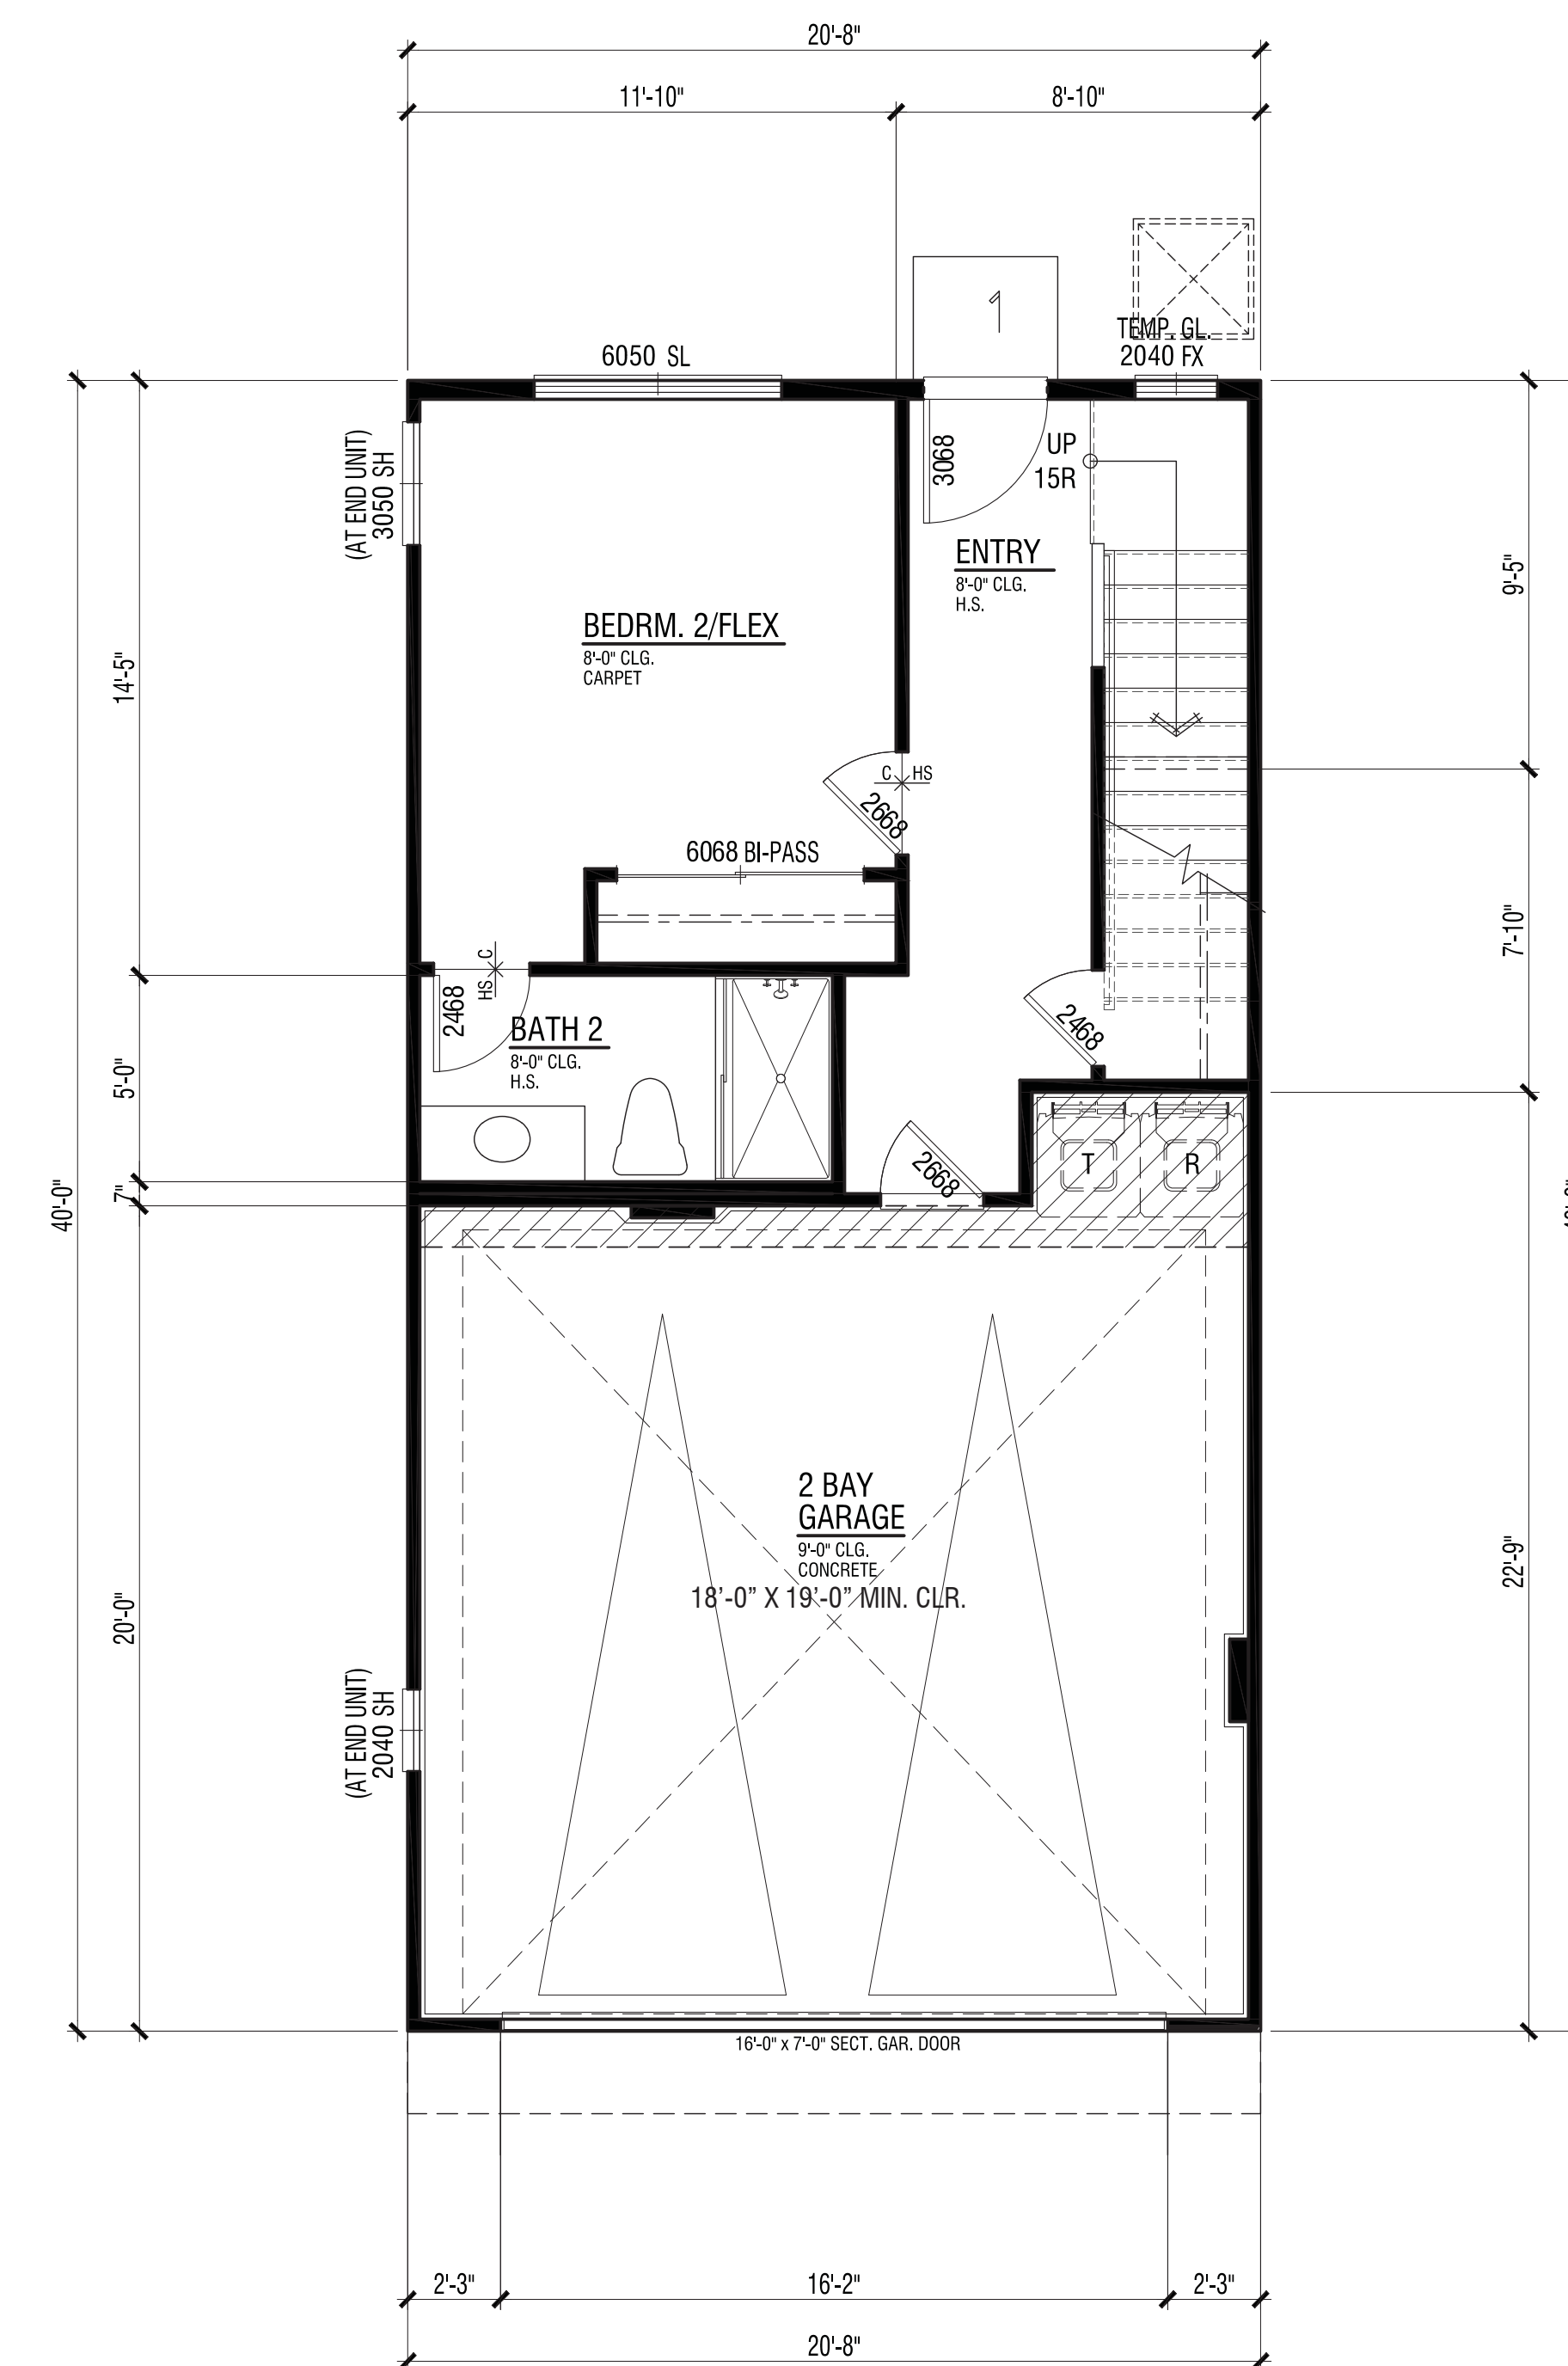 20'-8"
11'-10"
8'-10"
1
TEMP. GL.
2040 FX
6050 SL
(AT END UNIT)
3050 SH
3068
UP
15R
ENTRY
8'-0" CLG.
H.S.
9'-5"
BEDRM. 2/FLEX
8'-0" CLG.
CARPET
14'-5"
C HS
2668
6068 BI-PASS
7'-10"
HS C
2468
BATH 2
8'-0" CLG.
H.S.
2468
5'-0"
7"
40'-0"
2668
T
R
2 BAY
GARAGE
9'-0" CLG.
CONCRETE
18’-0” X 19’-0” MIN. CLR.
22'-9"
20'-0"
(AT END UNIT)
2040 SH
16'-0" x 7'-0" SECT. GAR. DOOR
2'-3"
16'-2"
2'-3"
20'-8"